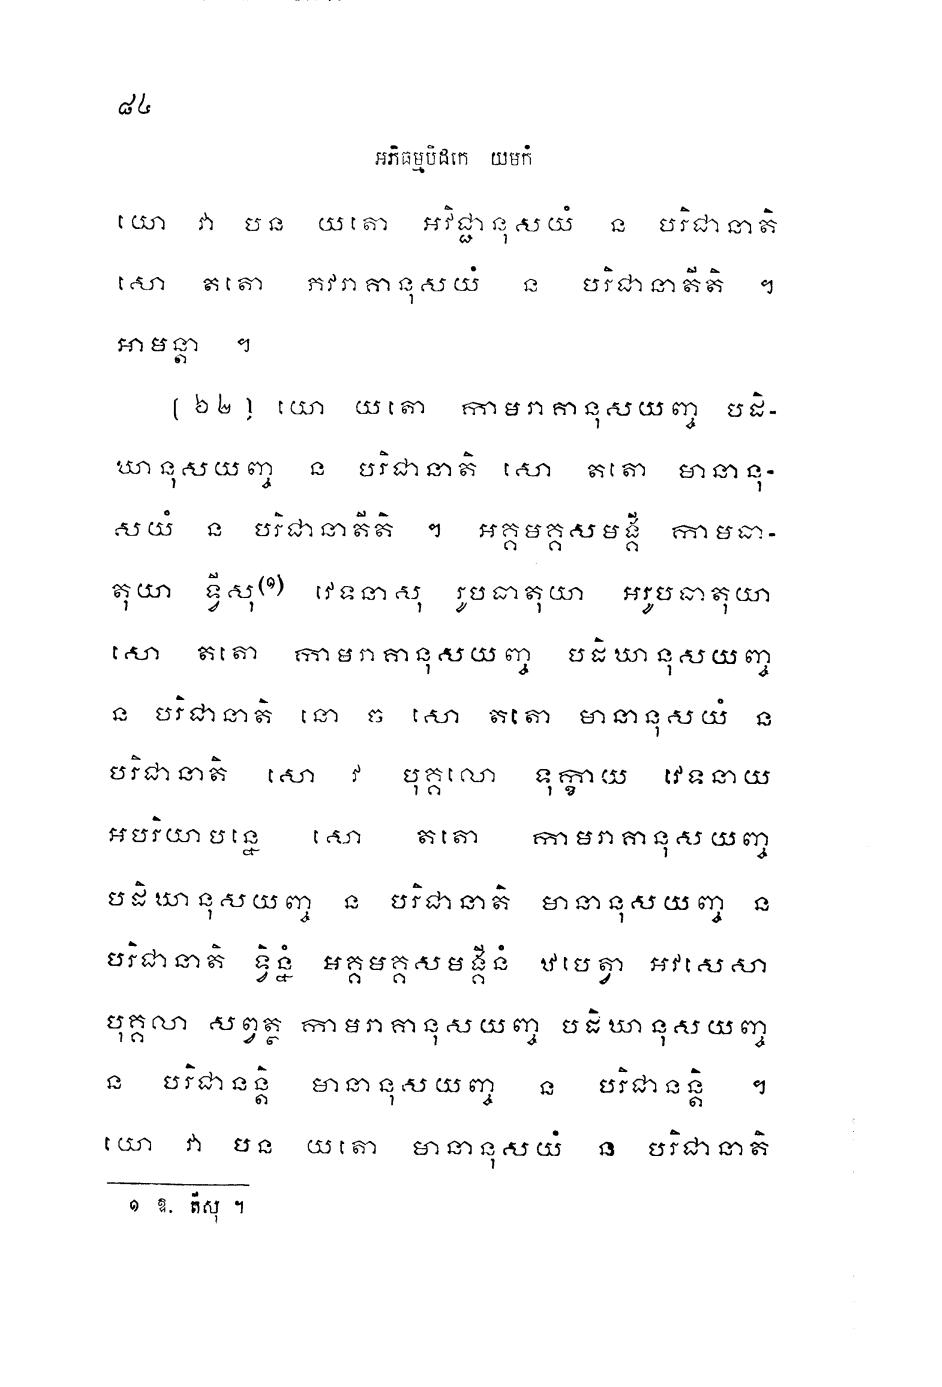 ៨៤
អភិធម្មបិដកេ យមកំ
យោ វា បន យតោ អវិជ្ជានុសយំ ន បរិជានាតិ
សោ តតោ ភវរាគានុសយំ ន បរិជានាតីតិ ។
អាមន្តា ។
[៦២] យោ យតោ កាមរាគានុសយញ្ច បដិ-
ឃានុសយញ្ច ន បរិជានាតិ សោ តតោ មានានុ-
សយំ ន បរិជានាតីតិ ។ អគ្គមគ្គសមង្គី កាមធា-
តុយា ទ្វីសុ(១) វេទនាសុ រូបធាតុយា អរូបធាតុយា
សោ តតោ កាមរាគានុសយញ្ច បដិឃានុសយញ្ច
ន បរិជានាតិ នោ ច សោ តតោ មានានុសយំ ន
បរិជានាតិ សោ វ បុគ្គលោ ទុក្ខាយ វេទនាយ
អបរិយាបន្នេ សោ តតោ កាមរាគានុសយញ្ច
បដិឃានុសយញ្ច ន បរិជានាតិ មានានុសយញ្ច ន
បរិជានាតិ ទ្វិន្នំ អគ្គមគ្គសមង្គីនំ ឋបេត្វា អវសេសា
បុគ្គលា សព្វត្ថ កាមរាគានុសយញ្ច បដិឃានុសយញ្ច
ន បរិជានន្តិ មានានុសយញ្ច ន បរិជានន្តិ ។
យោ វា បន យតោ មានានុសយំ ន បរិជានាតិ
១ ឱ. តីសុ ។